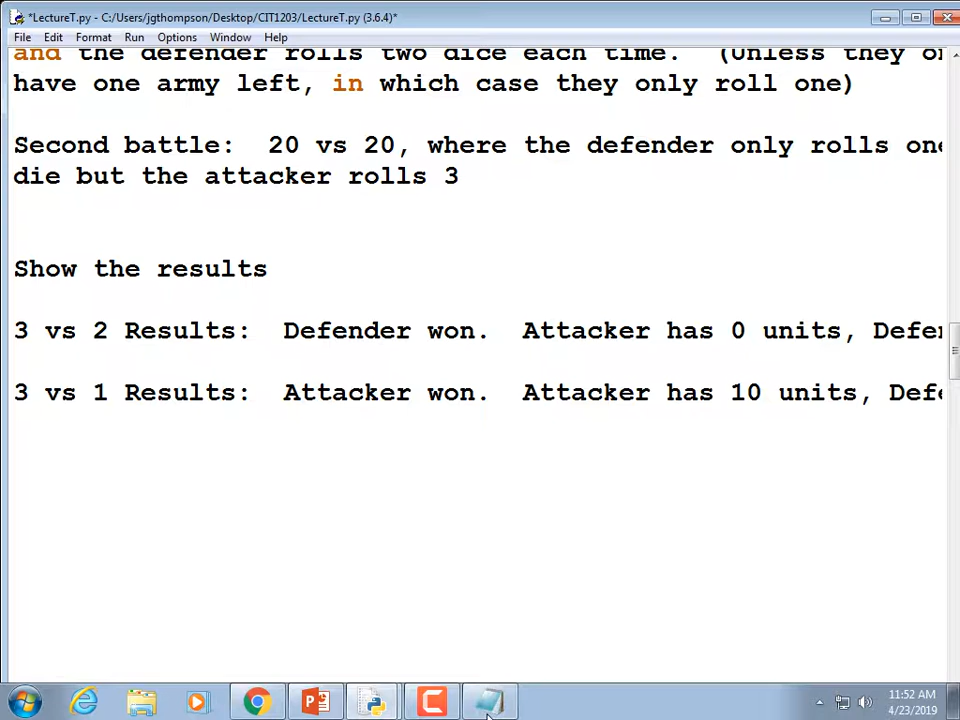 *LectureT.py - C:/Users/jgthompson/Desktop/CIT1203/LectureT.py (3.6.4)*
File Edit Format Run Options Window Help
and the defender rolls two dice each time. (Unless they
have one army left, in which case they only roll one)
Second battle: 20 vs 20, where the defender only rolls one
die but the attacker rolls 3
Show the results
3 vs 2 Results: Defender won. Attacker has 0 units,
3 vs 1 Results: Attacker won. Attacker has 10 units,
11:52 AM
4/23/2019